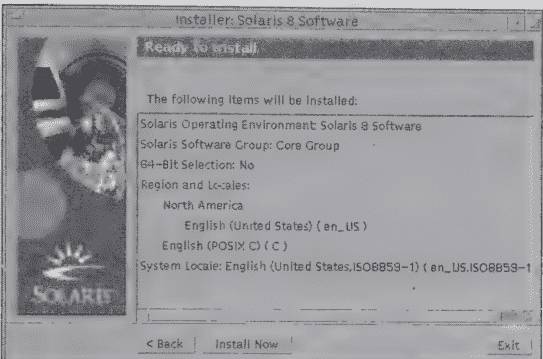 Installer: Solaris 8 Software
Ready to Install
The following items will be installed:
Solaris Operating Environment: Solaris 8 Software
Solaris Software Group: Core Group
64-Bit Selection: No
Region and Locales:
North America
English (United States) ( en_US )
English (POSIX C) ( C )
System Locale: English (United States,ISO8859-1) ( en_US.ISO8859-1
SOLARIS
< Back
Install Now
Exit